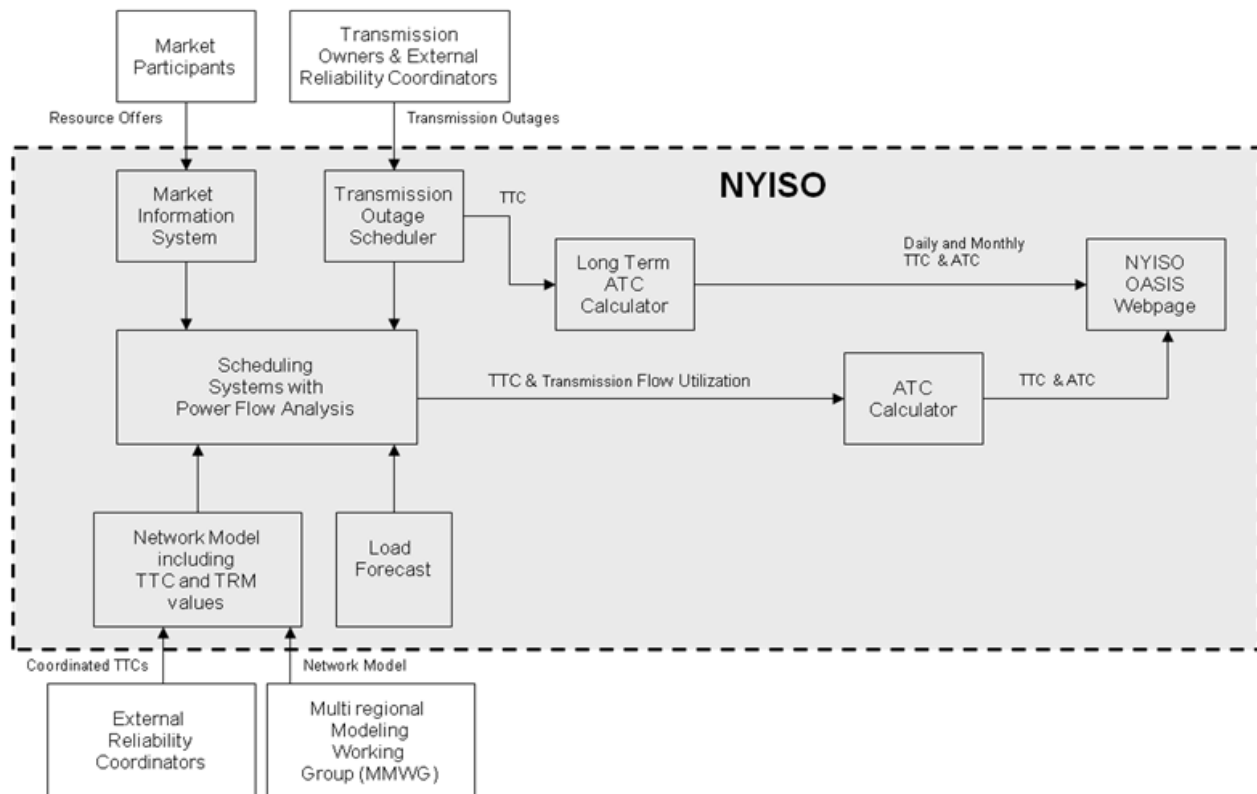 Market
Participants
Transmission
Owners & External
Reliability Coordinators
Resource Offers
Transmission Outages
NYISO
Market
Information
System
Transmission
Outage
Scheduler
TTC
Long Term
ATC
Calculator
Daily and Monthly
TTC & ATC
NYISO
OASIS
Webpage
Scheduling
Systems with
Power Flow Analysis
TTC & Transmission Flow Utilization
ATC
Calculator
TTC & ATC
Network Model
including
TTC and TRM
values
Load
Forecast
Coordinated TTCs
Network Model
External
Reliability
Coordinators
Multi regional
Modeling
Working
Group (MMWG)